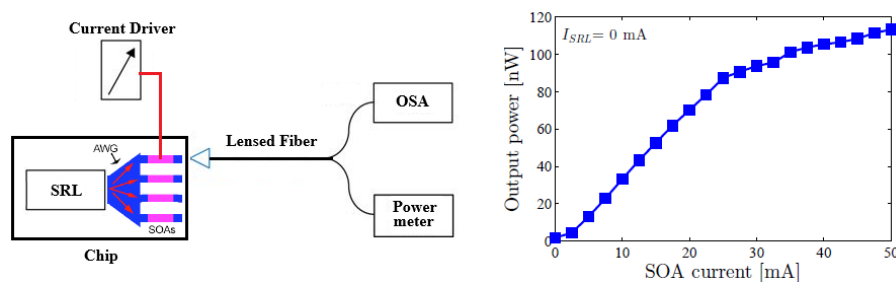 Current Driver
AWG
SRL
SOAs
Chip
Lensed Fiber
OSA
Power
meter
I_SRL= 0 mA
Output power [nW]
120
100
80
60
40
20
0
0 10 20 30 40 50
SOA current [mA]